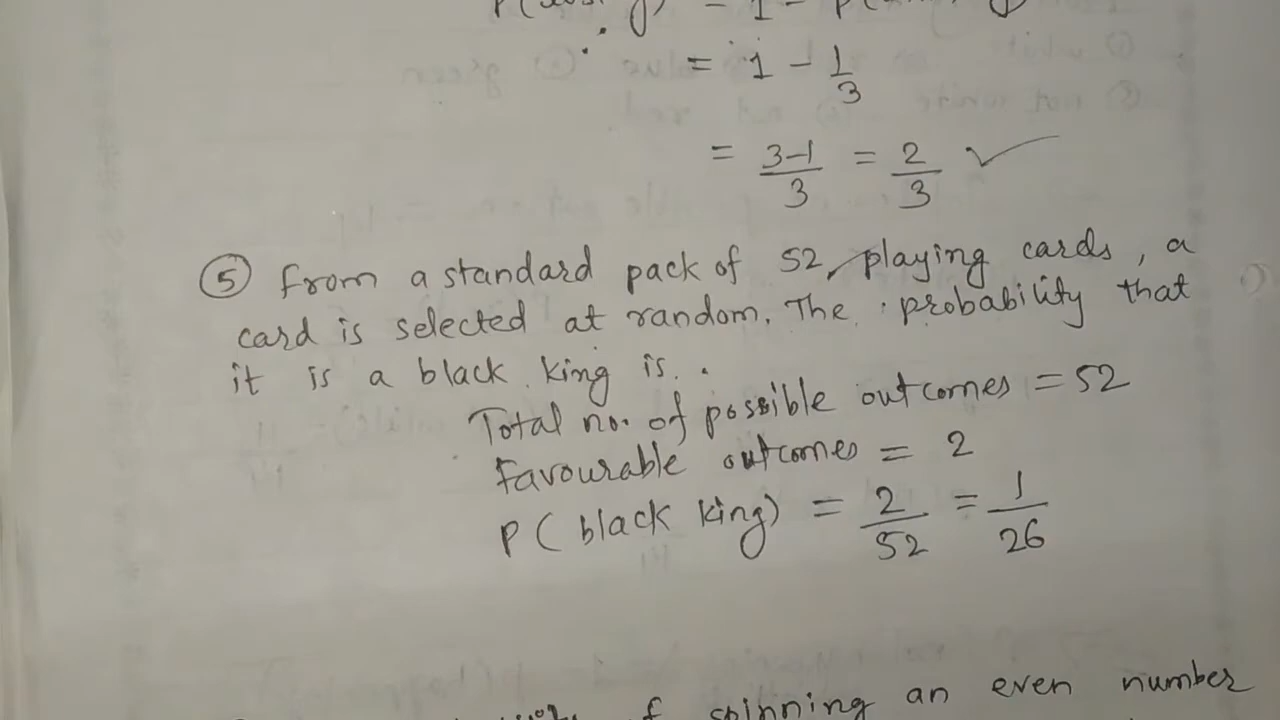 = 1 - 1/3
= 3-1/3 = 2/3 ✓
⑤ From a standard pack of 52 playing cards, a
card is selected at random. The probability that
it is a black king is.
Total no. of possible outcomes = 52
Favourable outcomes = 2
P(black king) = 2/52 = 1/26
of spinning an even number